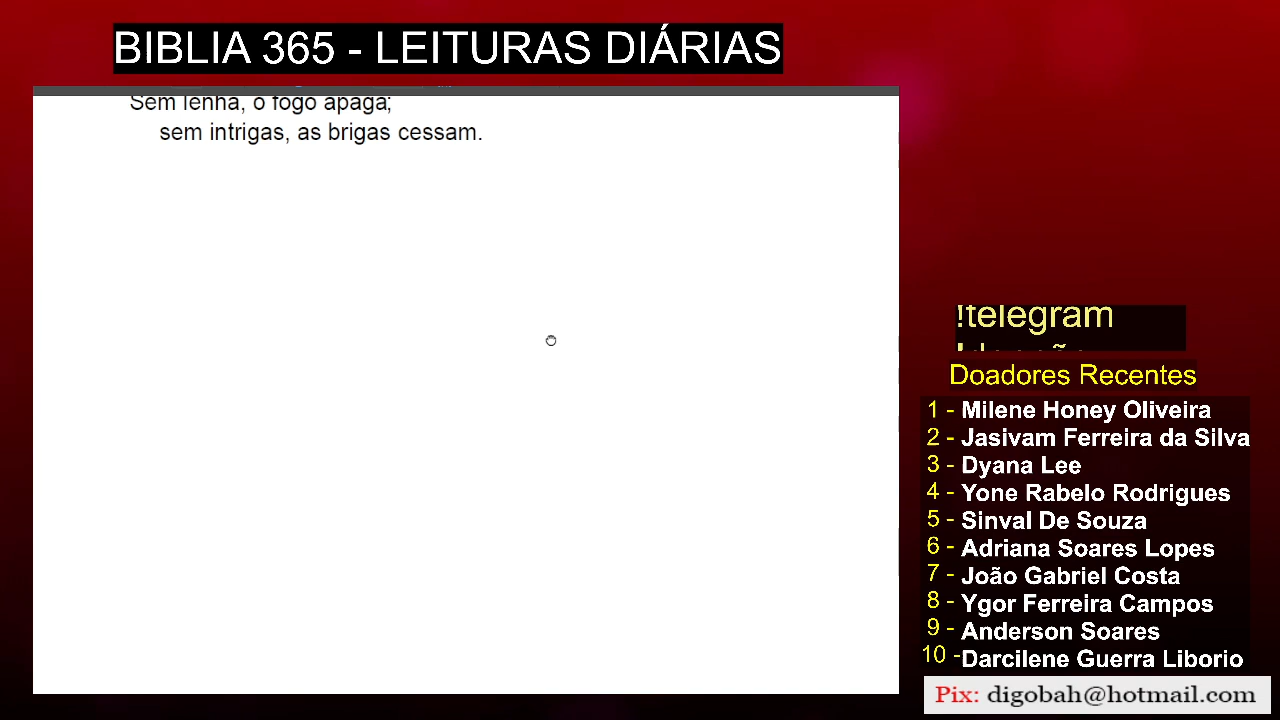 BIBLIA 365 - LEITURAS DIÁRIAS
Sem lenha, o fogo apaga;
sem intrigas, as brigas cessam.
!telegram
Doadores Recentes
1 - Milene Honey Oliveira
2 - Jasivam Ferreira da Silva
3 - Dyana Lee
4 - Yone Rabelo Rodrigues
5 - Sinval De Souza
6 - Adriana Soares Lopes
7 - João Gabriel Costa
8 - Ygor Ferreira Campos
9 - Anderson Soares
10 -Darcilene Guerra Liborio
Pix: digobah@hotmail.com